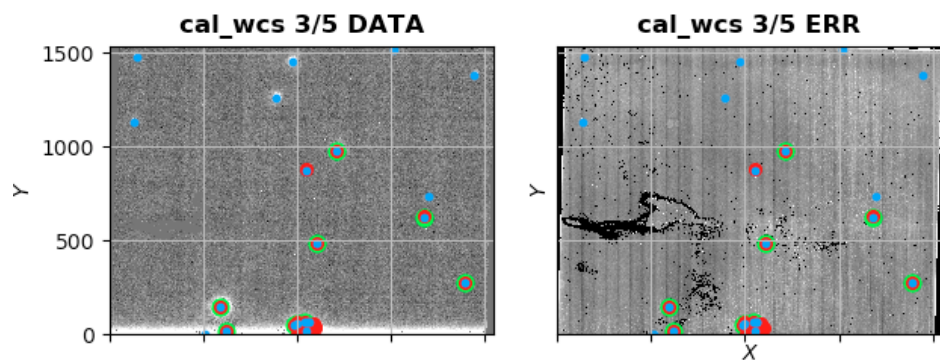 cal_wcs 3/5 DATA
cal_wcs 3/5 ERR
1500
1000
500
0
Y
Y
X